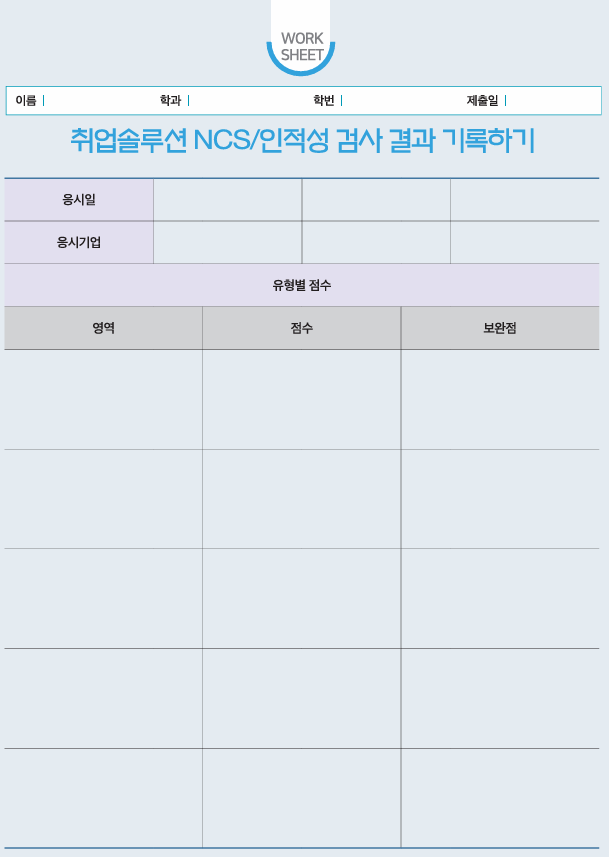 WORK
SHEET
이름 | 학과 | 학번 | 제출일 |
취업솔루션 NCS/인적성 검사 결과 기록하기
응시일
응시기업
유형별 점수
영역 점수 보완점